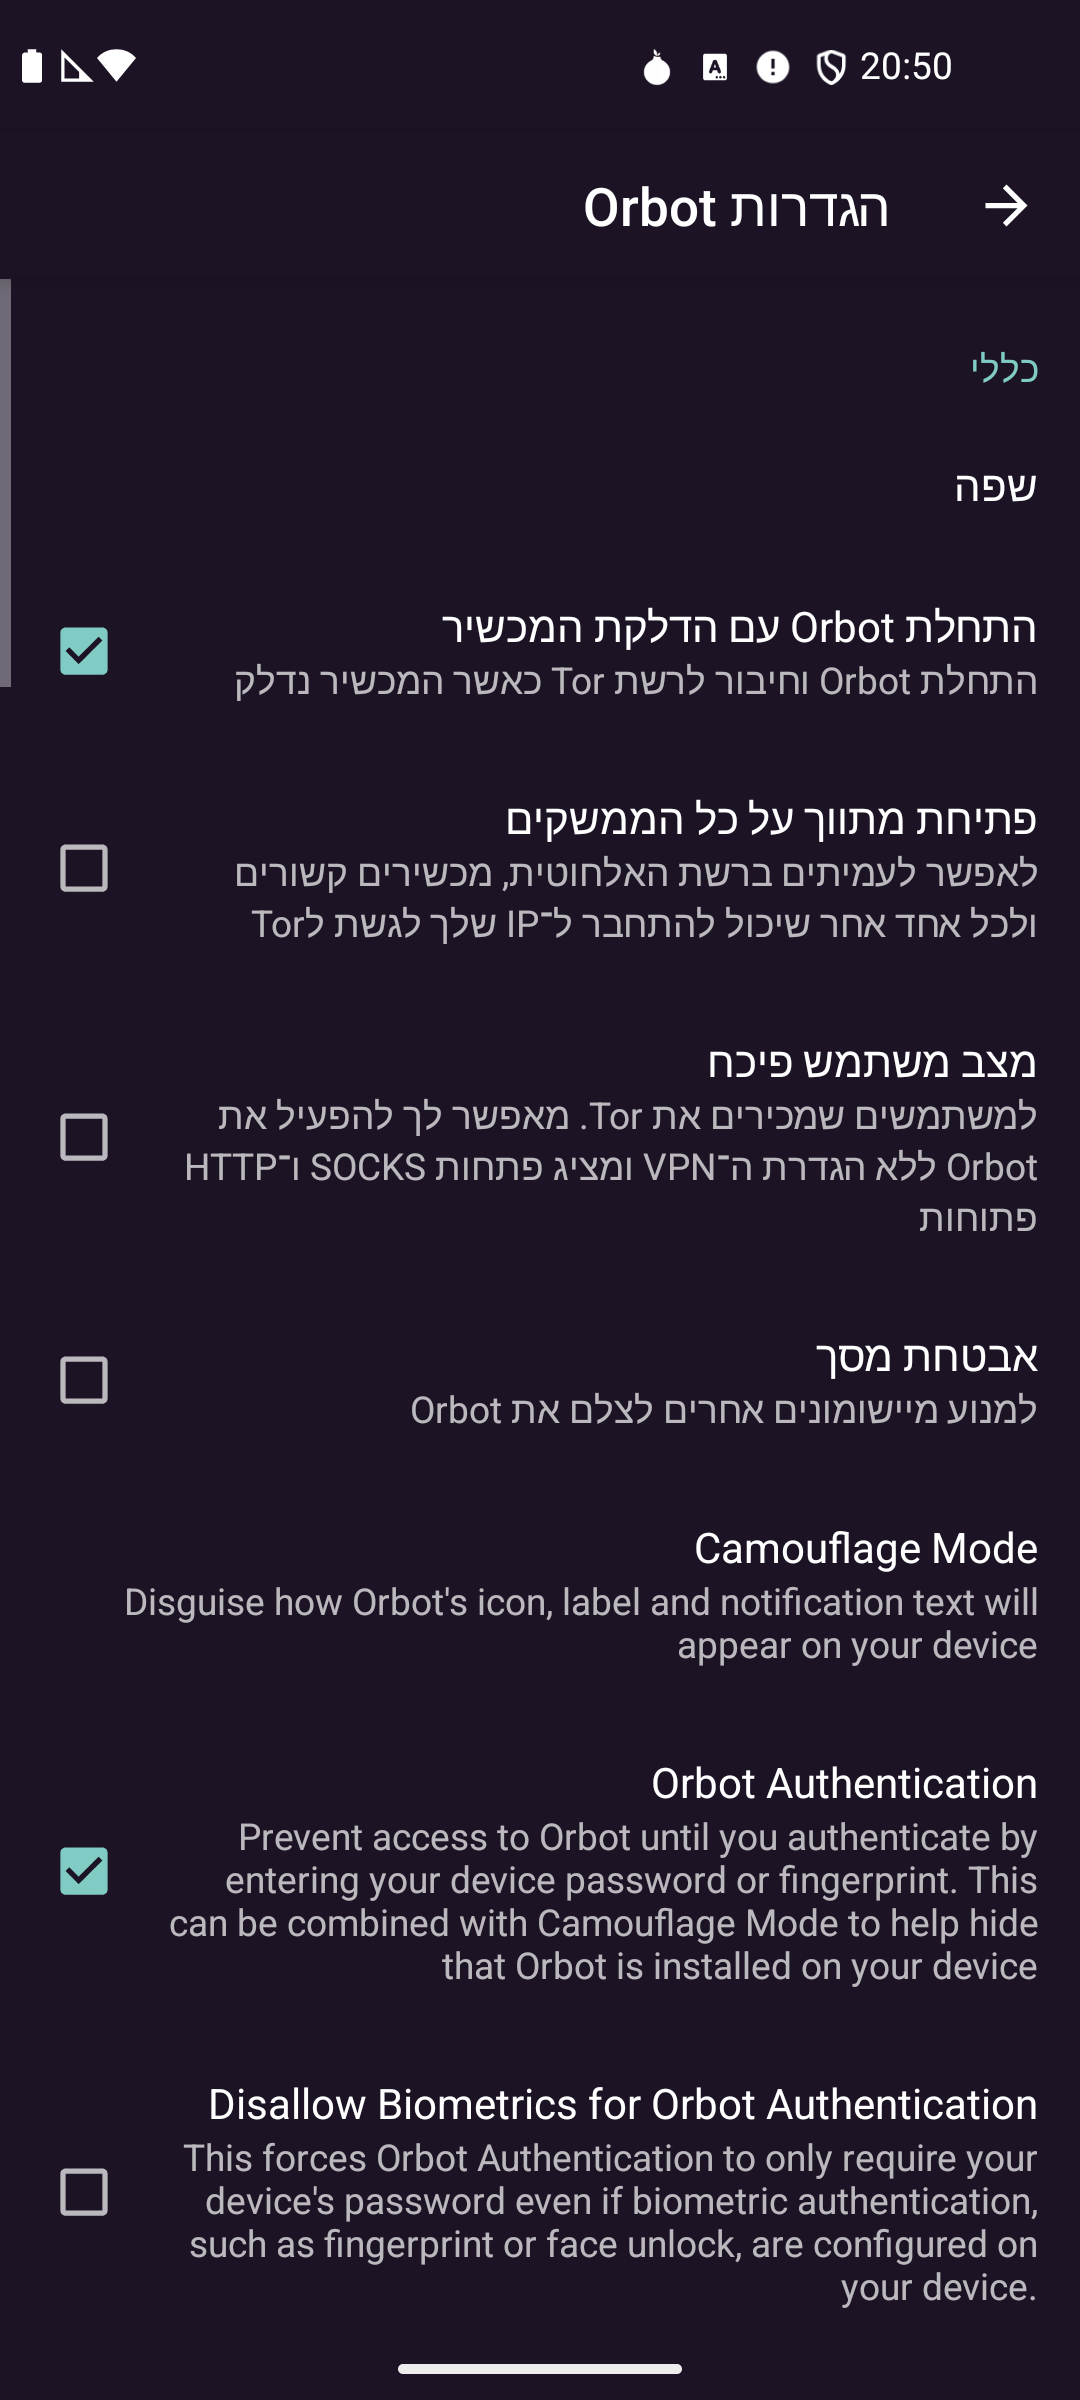 20:50
הגדרות Orbot
כללי
שפה
התחלת Orbot עם הדלקת המכשיר
התחלת Orbot וחיבור לרשת Tor כאשר המכשיר נדלק
פתיחת מתווך על כל הממשקים
לאפשר לעמיתים ברשת האלחוטית, מכשירים קשורים
ולכל אחד אחר שיכול להתחבר ל־IP שלך לגשת לTor
מצב משתמש פיכח
למשתמשים שמכירים את Tor. מאפשר לך להפעיל את
Orbot ללא הגדרת ה־VPN ומציג פתחות SOCKS ו־HTTP
פתוחות
אבטחת מסך
למנוע מיישומונים אחרים לצלם את Orbot
Camouflage Mode
Disguise how Orbot's icon, label and notification text will
appear on your device
Orbot Authentication
Prevent access to Orbot until you authenticate by
entering your device password or fingerprint. This
can be combined with Camouflage Mode to help hide
that Orbot is installed on your device
Disallow Biometrics for Orbot Authentication
This forces Orbot Authentication to only require your
device's password even if biometric authentication,
such as fingerprint or face unlock, are configured on
your device.